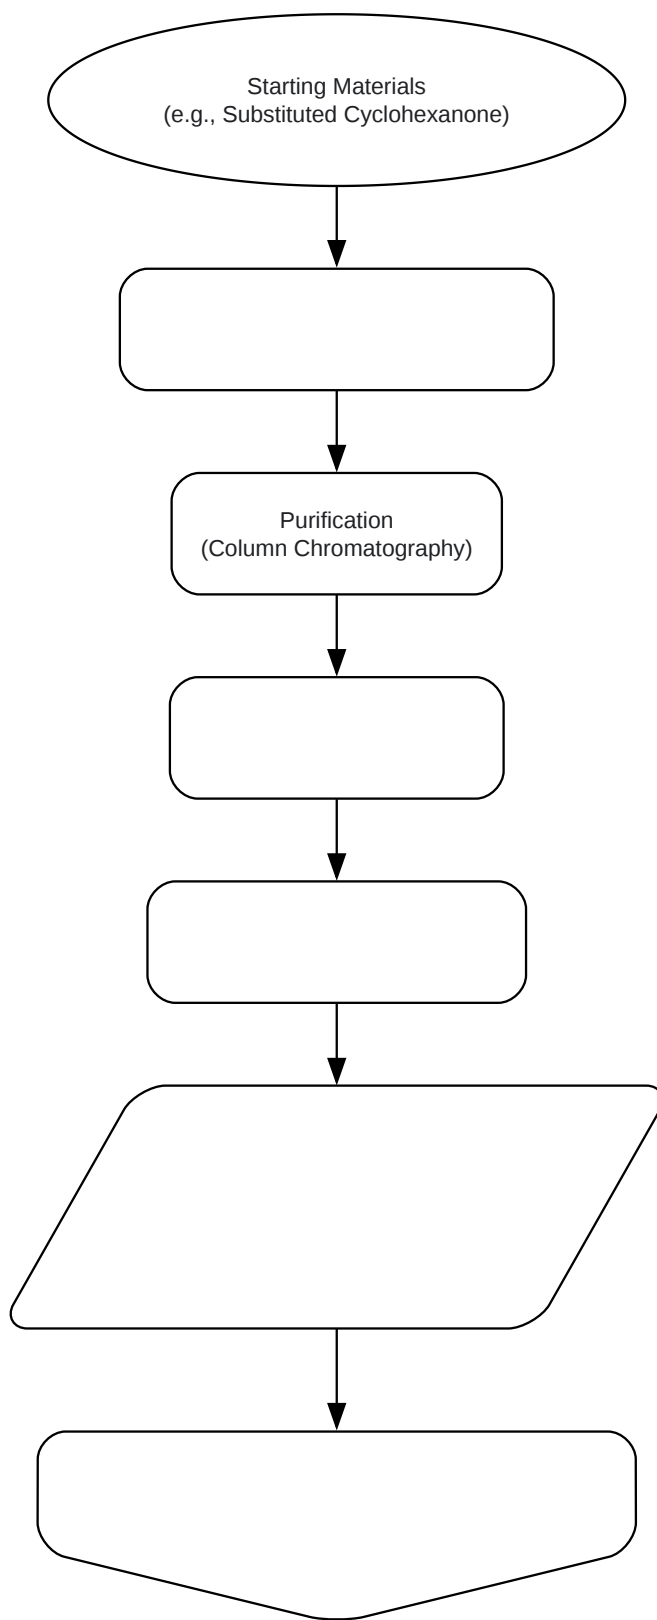 Starting Materials
(e.g., Substituted Cyclohexanone)
Purification
(Column Chromatography)